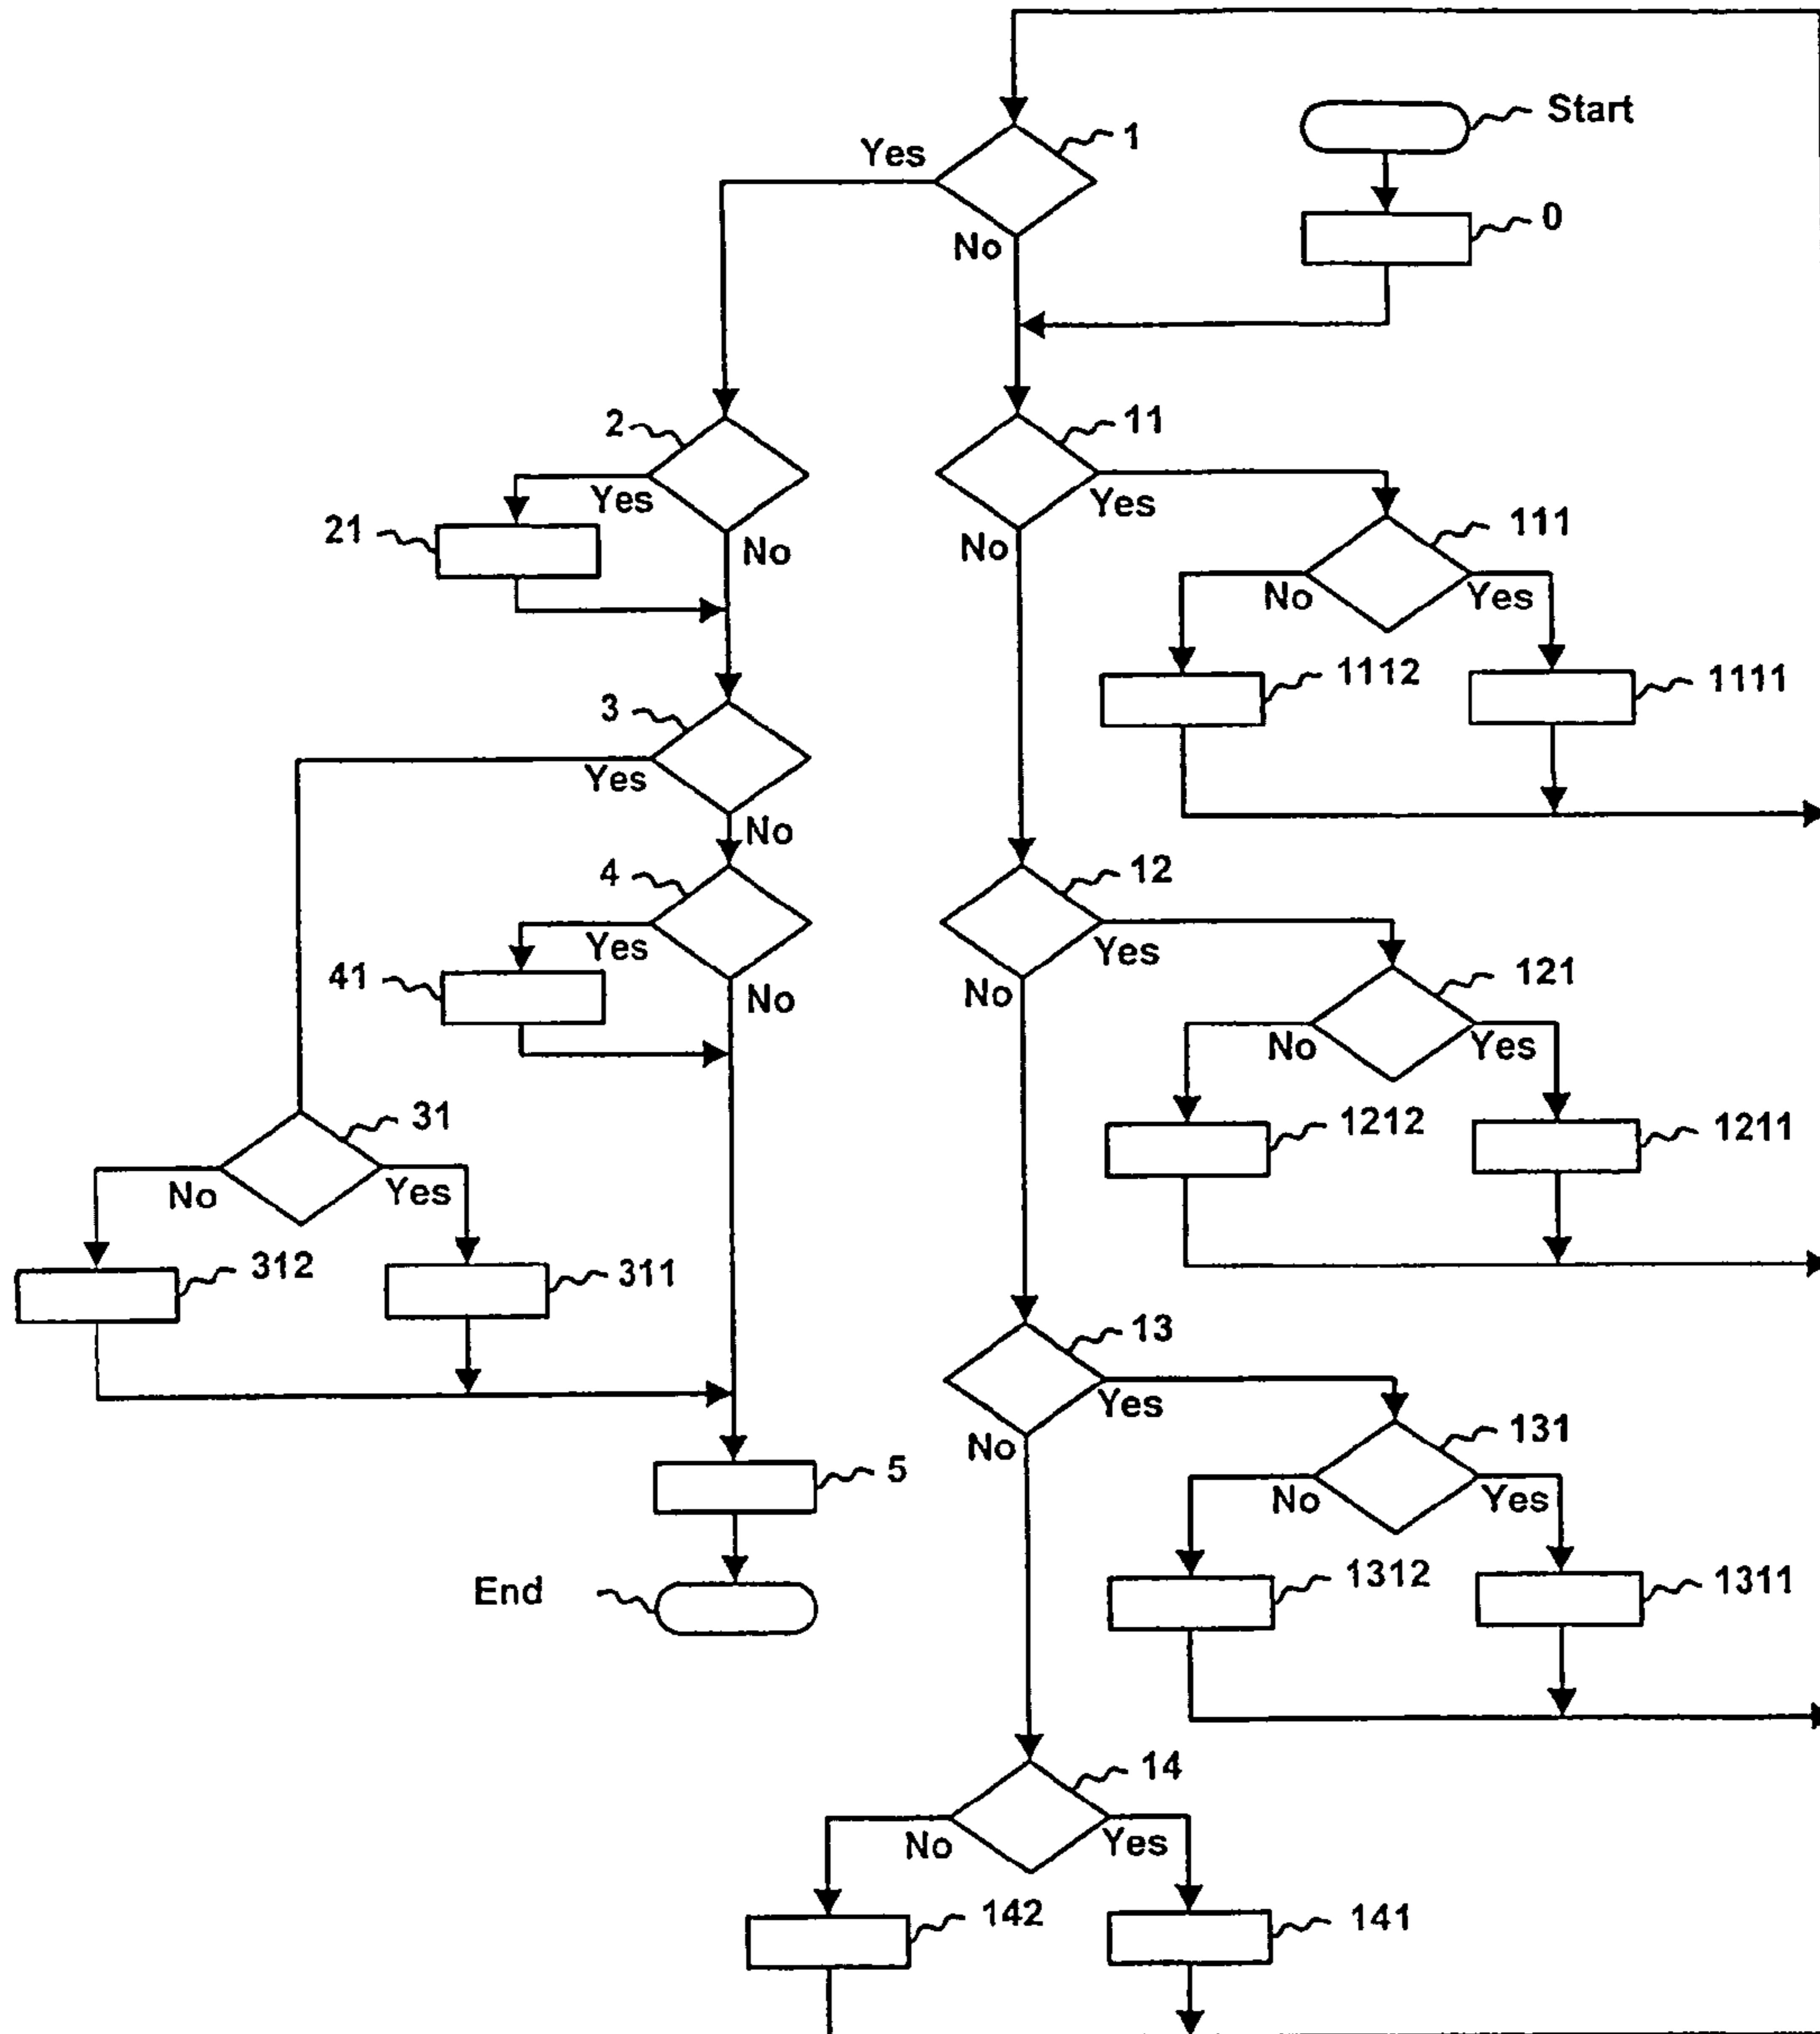 Start
1
Yes
0
No
2
11
Yes
Yes
21
No
No
111
No
Yes
1112
1111
3
Yes
No
12
4
Yes
Yes
41
No
No
121
No
Yes
31
1212
1211
No
Yes
312
311
13
Yes
No
131
5
No
Yes
End
1312
1311
14
No
Yes
142
141